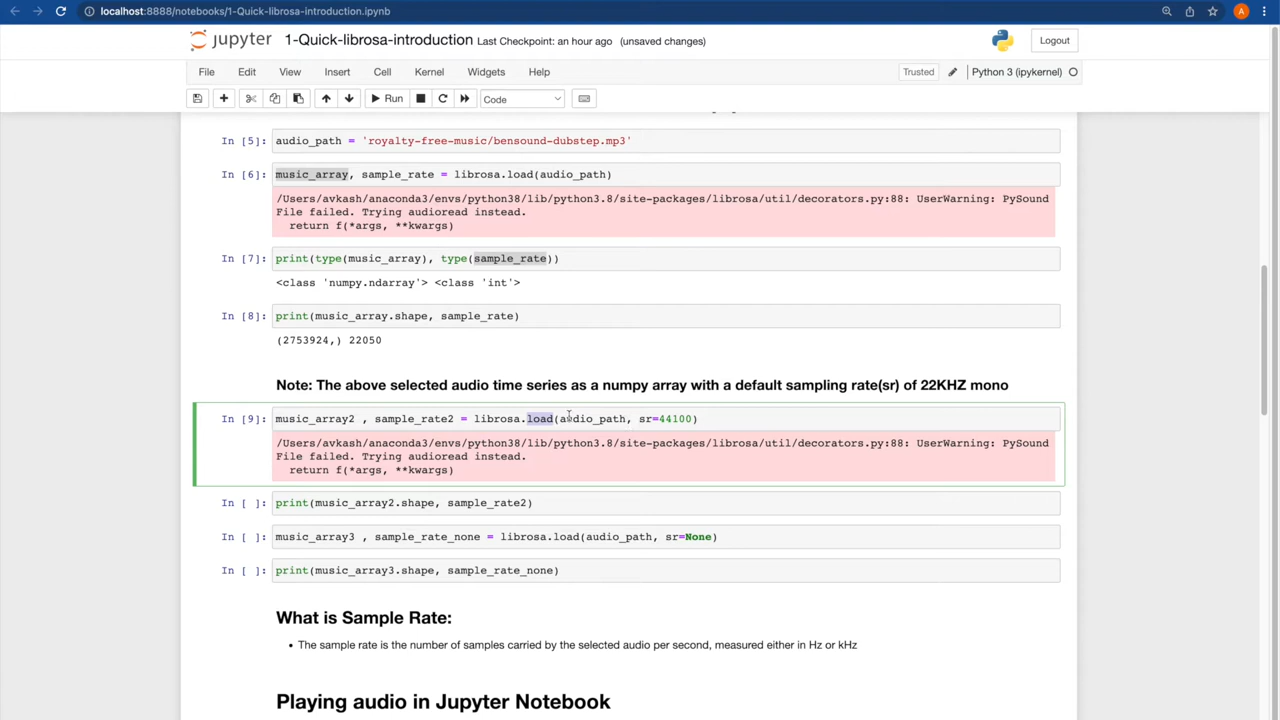 localhost:8888/notebooks/1-Quick-librosa-introduction.ipynb
A
jupyter 1-Quick-librosa-introduction Last Checkpoint: an hour ago (unsaved changes)
Logout
File Edit View Insert Cell Kernel Widgets Help
Trusted Python 3 (ipykernel)
Run Code
In [5]: audio_path = 'royalty-free-music/bensound-dubstep.mp3'
In [6]: music_array, sample_rate = librosa.load(audio_path)
/Users/avkash/anaconda3/envs/python38/lib/python3.8/site-packages/librosa/util/decorators.py:88: UserWarning: PySound
File failed. Trying audioread instead.
return f(*args, **kwargs)
In [7]: print(type(music_array), type(sample_rate))
<class 'numpy.ndarray'> <class 'int'>
In [8]: print(music_array.shape, sample_rate)
(2753924,) 22050
Note: The above selected audio time series as a numpy array with a default sampling rate(sr) of 22KHZ mono
In [9]: music_array2 , sample_rate2 = librosa.load(audio_path, sr=44100)
/Users/avkash/anaconda3/envs/python38/lib/python3.8/site-packages/librosa/util/decorators.py:88: UserWarning: PySound
File failed. Trying audioread instead.
return f(*args, **kwargs)
In [ ]: print(music_array2.shape, sample_rate2)
In [ ]: music_array3 , sample_rate_none = librosa.load(audio_path, sr=None)
In [ ]: print(music_array3.shape, sample_rate_none)
What is Sample Rate:
• The sample rate is the number of samples carried by the selected audio per second, measured either in Hz or kHz
Playing audio in Jupyter Notebook